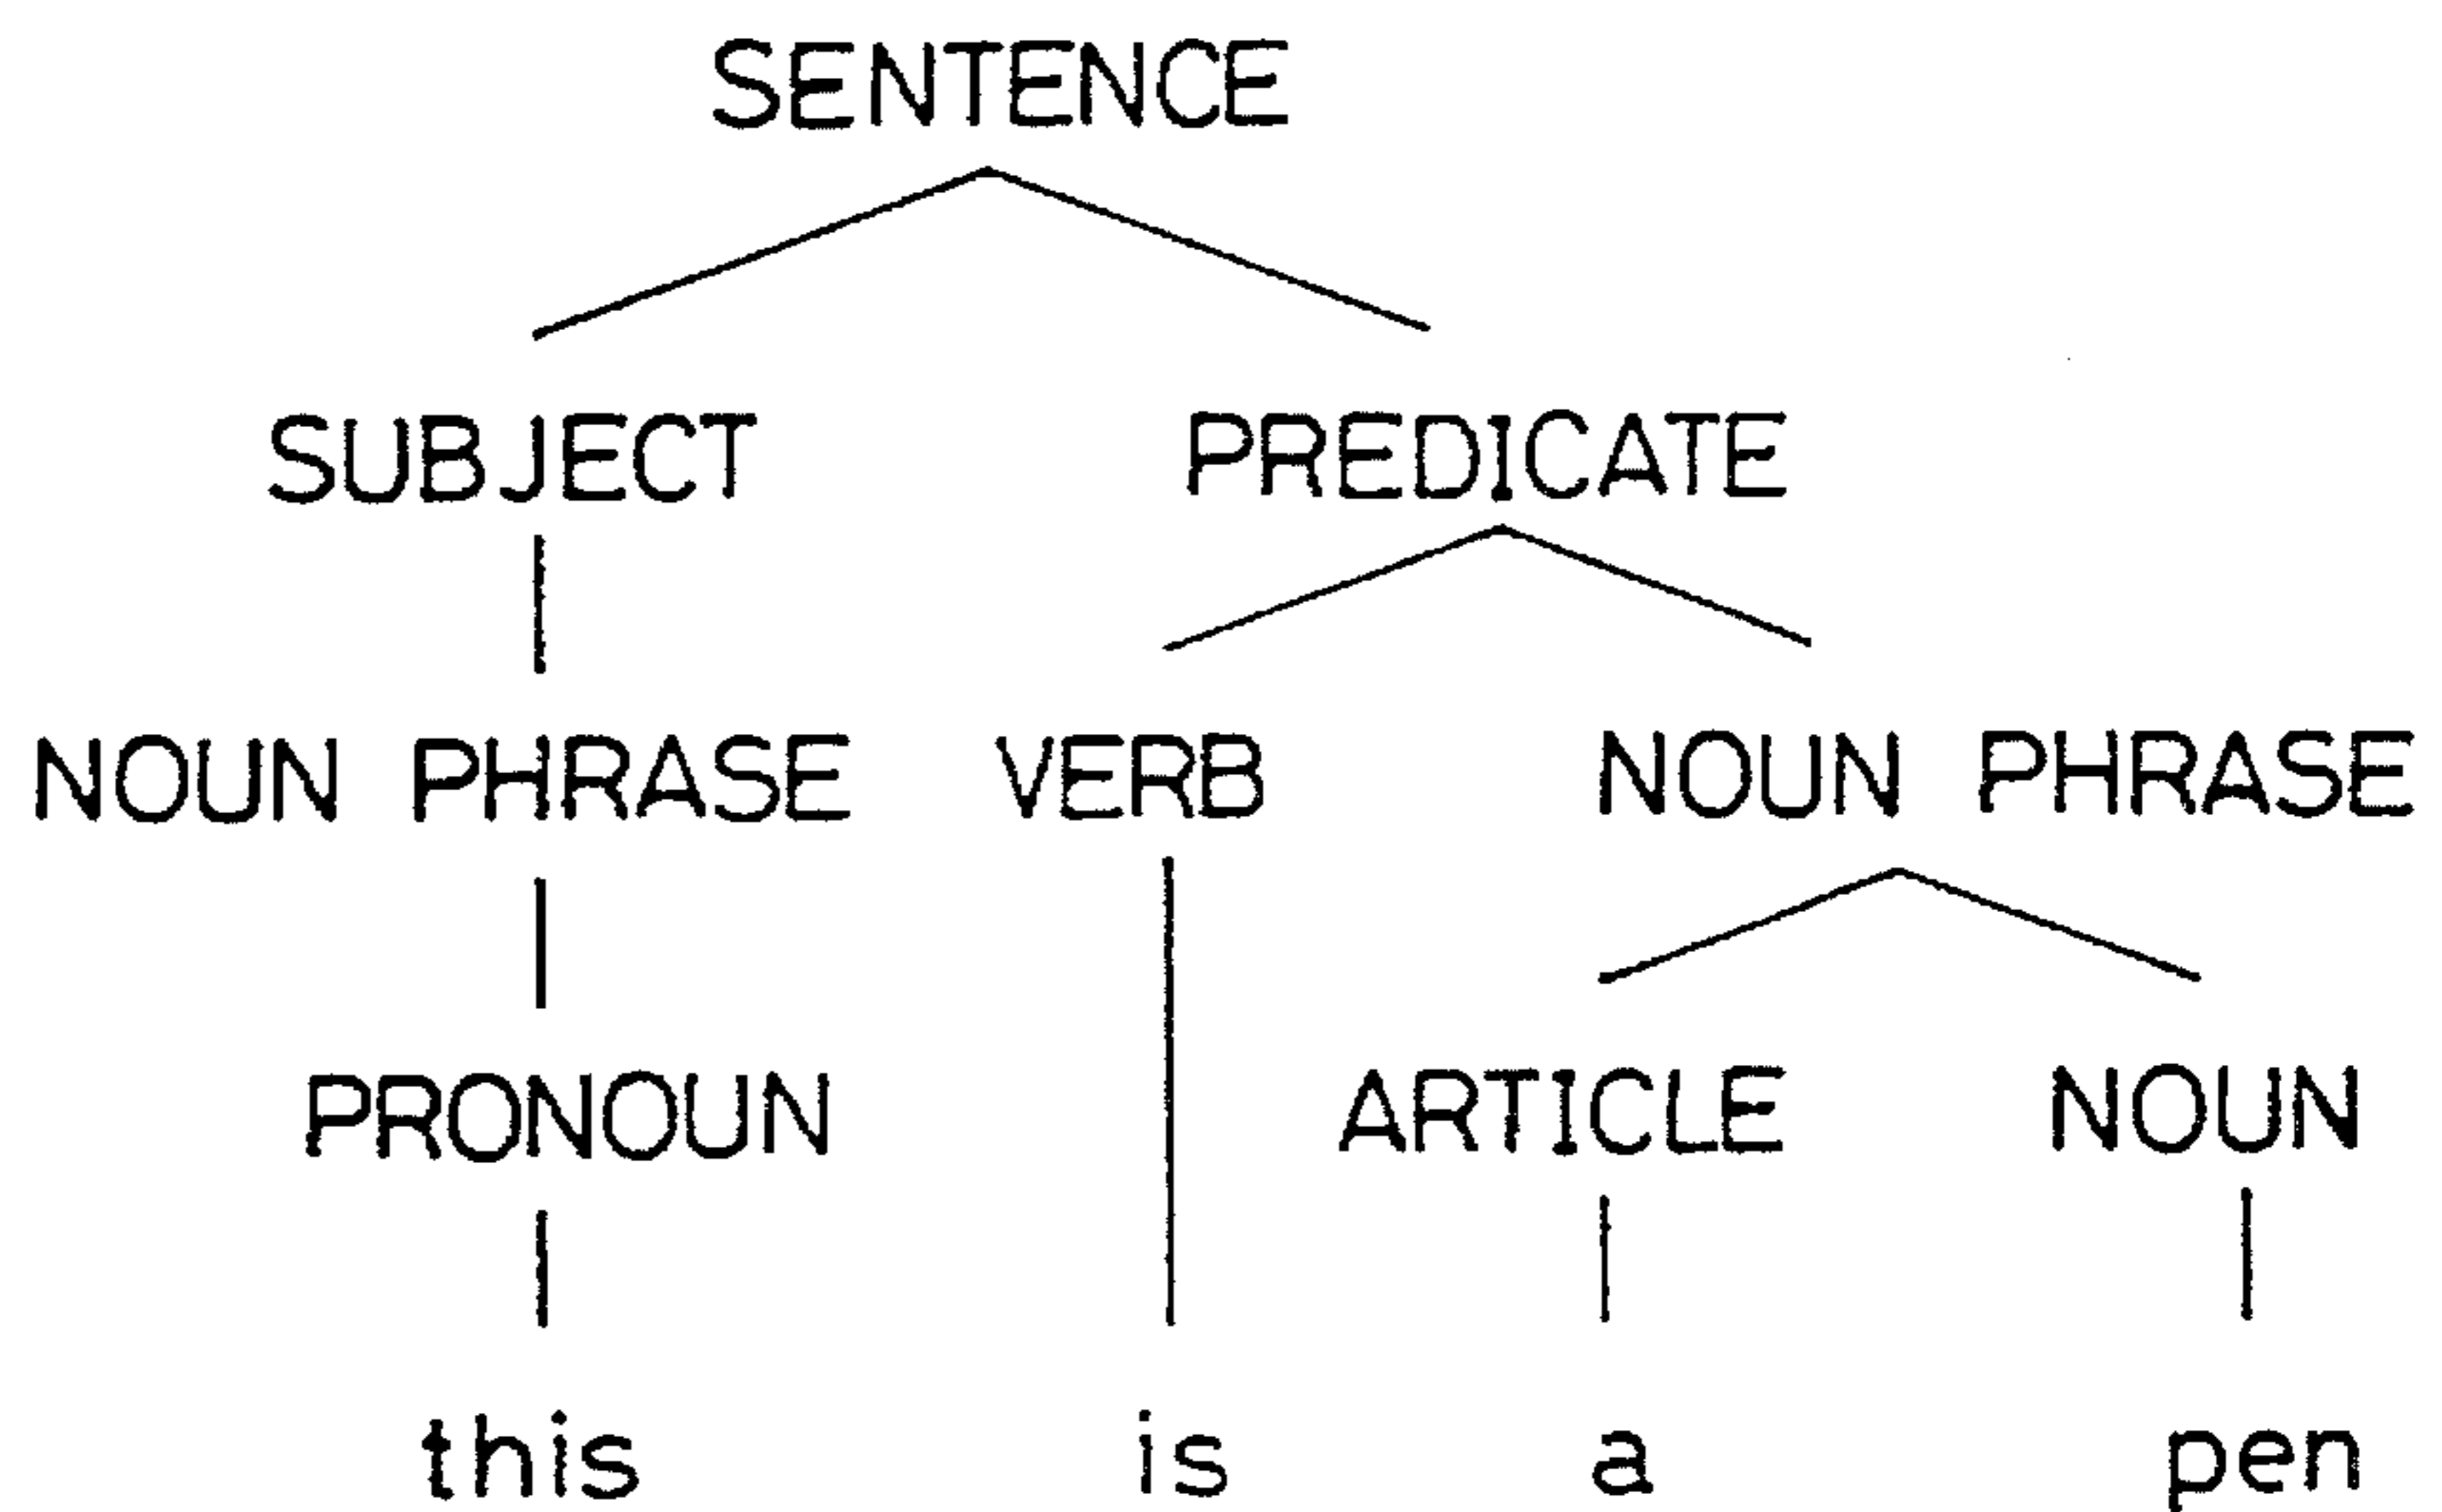 SENTENCE
SUBJECT PREDICATE
NOUN PHRASE VERB NOUN PHRASE
PRONOUN ARTICLE NOUN
this is a pen